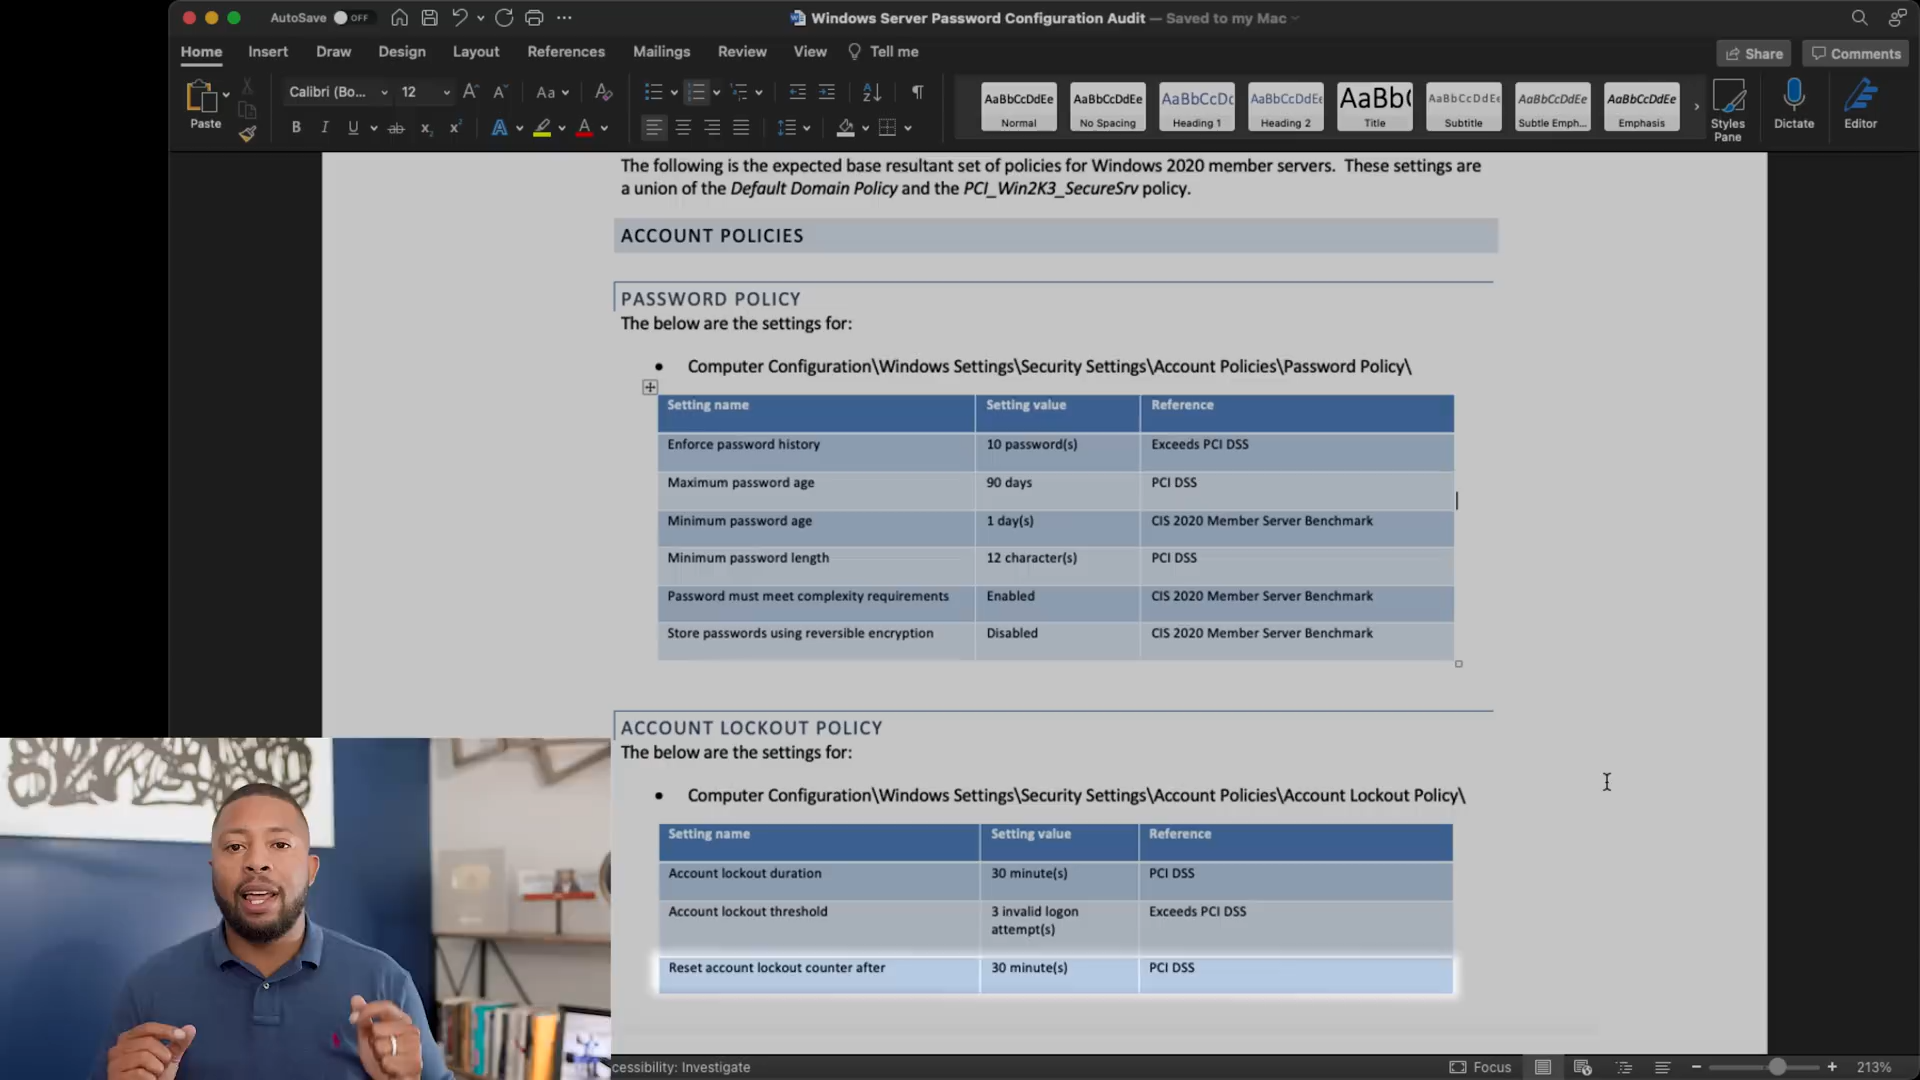 AutoSave OFF
Windows Server Password Configuration Audit — Saved to my Mac
Home Insert Draw Design Layout References Mailings Review View Tell me Share Comments
Paste
Calibri (Bo... 12
AaBbCcDdEe Normal
AaBbCcDdEe No Spacing
AaBbCcDc Heading 1
AaBbCcDdEe Heading 2
AaBb( Title
AaBbCcDdEe Subtitle
AaBbCcDdEe Subtle Emph...
AaBbCcDdEe Emphasis
Styles Pane
Dictate
Editor
The following is the expected base resultant set of policies for Windows 2020 member servers. These settings are
a union of the Default Domain Policy and the PCI_Win2K3_SecureSrv policy.
ACCOUNT POLICIES
PASSWORD POLICY
The below are the settings for:
• Computer Configuration\Windows Settings\Security Settings\Account Policies\Password Policy\
Setting name Setting value Reference
Enforce password history 10 password(s) Exceeds PCI DSS
Maximum password age 90 days PCI DSS
Minimum password age 1 day(s) CIS 2020 Member Server Benchmark
Minimum password length 12 character(s) PCI DSS
Password must meet complexity requirements Enabled CIS 2020 Member Server Benchmark
Store passwords using reversible encryption Disabled CIS 2020 Member Server Benchmark
ACCOUNT LOCKOUT POLICY
The below are the settings for:
• Computer Configuration\Windows Settings\Security Settings\Account Policies\Account Lockout Policy\
Setting name Setting value Reference
Account lockout duration 30 minute(s) PCI DSS
Account lockout threshold 3 invalid logon Exceeds PCI DSS
attempt(s)
Reset account lockout counter after 30 minute(s) PCI DSS
ccessibility: Investigate
Focus
213%